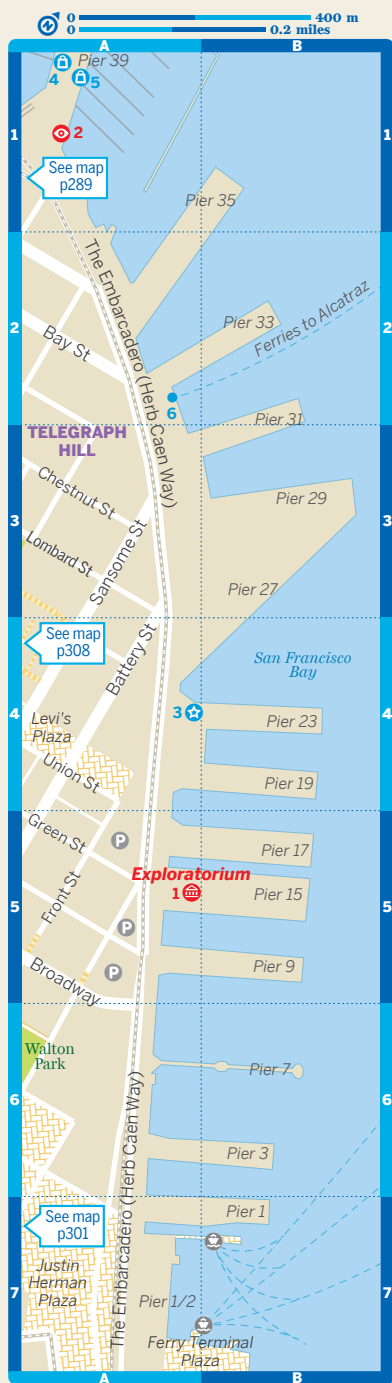 0 400 m
0 0.2 miles
A B
Pier 39
4
5
1 1
2
See map
p289
Pier 35
The Embarcadero (Herb Caen Way)
Pier 33
Ferries to Alcatraz
2 2
Bay St
6
Pier 31
TELEGRAPH
HILL
Chestnut St
Pier 29
3 3
Lombard St
Sansome St
Pier 27
See map
p308
Battery St
San Francisco
Bay
3
4 4
Levi's
Plaza
Pier 23
Union St
Pier 19
Green St
P
Pier 17
Exploratorium
1
Pier 15
Front St
5 5
P
Pier 9
Broadway
P
Walton
Park
Pier 7
6 6
The Embarcadero (Herb Caen Way)
Pier 3
See map
p301
Pier 1
Justin
Herman
Plaza
7 7
Pier 1/2
Ferry Terminal
Plaza
A B